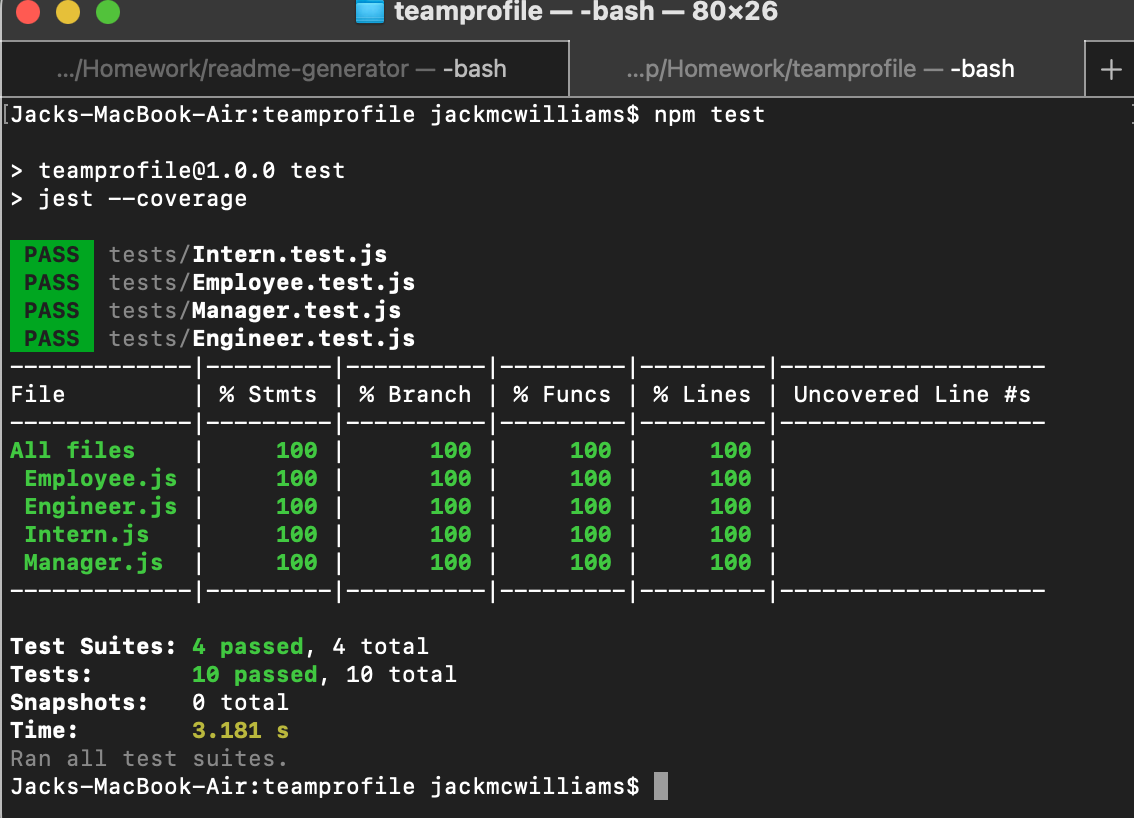 teamprofile — -bash — 80×26
.../Homework/readme-generator — -bash
...p/Homework/teamprofile — -bash
+
[Jacks-MacBook-Air:teamprofile jackmcwilliams$ npm test

> teamprofile@1.0.0 test
> jest --coverage

PASS tests/Intern.test.js
PASS tests/Employee.test.js
PASS tests/Manager.test.js
PASS tests/Engineer.test.js
-------------|---------|----------|---------|---------|-------------------
File         | % Stmts | % Branch | % Funcs | % Lines | Uncovered Line #s
-------------|---------|----------|---------|---------|-------------------
All files    |     100 |      100 |     100 |     100 |
 Employee.js |     100 |      100 |     100 |     100 |
 Engineer.js |     100 |      100 |     100 |     100 |
 Intern.js   |     100 |      100 |     100 |     100 |
 Manager.js  |     100 |      100 |     100 |     100 |
-------------|---------|----------|---------|---------|-------------------

Test Suites: 4 passed, 4 total
Tests:       10 passed, 10 total
Snapshots:   0 total
Time:        3.181 s
Ran all test suites.
Jacks-MacBook-Air:teamprofile jackmcwilliams$